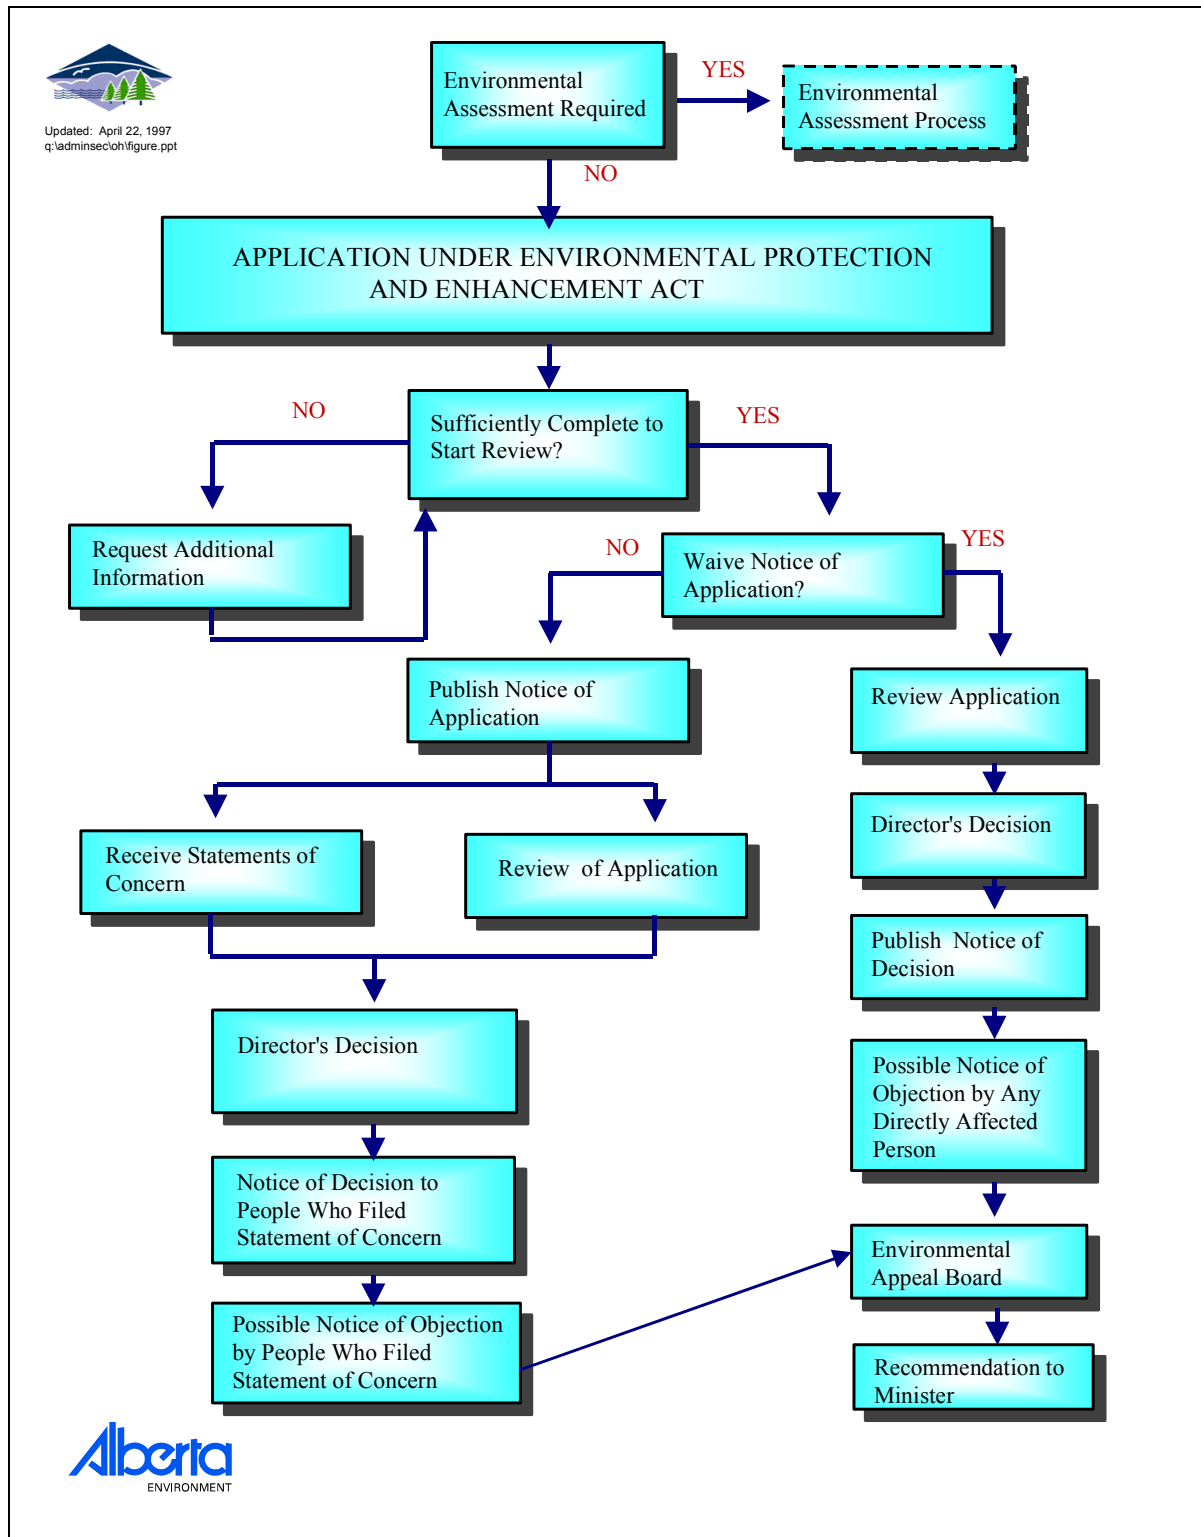 Updated: April 22, 1997
q:\adminsec\oh\figure.ppt
Environmental
Assessment Required
YES
Environmental
Assessment Process
NO
APPLICATION UNDER ENVIRONMENTAL PROTECTION
AND ENHANCEMENT ACT
NO
Sufficiently Complete to
Start Review?
YES
Request Additional
Information
NO
Waive Notice of
Application?
YES
Publish Notice of
Application
Review Application
Receive Statements of
Concern
Review of Application
Director's Decision
Publish Notice of
Decision
Director's Decision
Possible Notice of
Objection by Any
Directly Affected
Person
Notice of Decision to
People Who Filed
Statement of Concern
Environmental
Appeal Board
Possible Notice of Objection
by People Who Filed
Statement of Concern
Recommendation to
Minister
Alberta
ENVIRONMENT